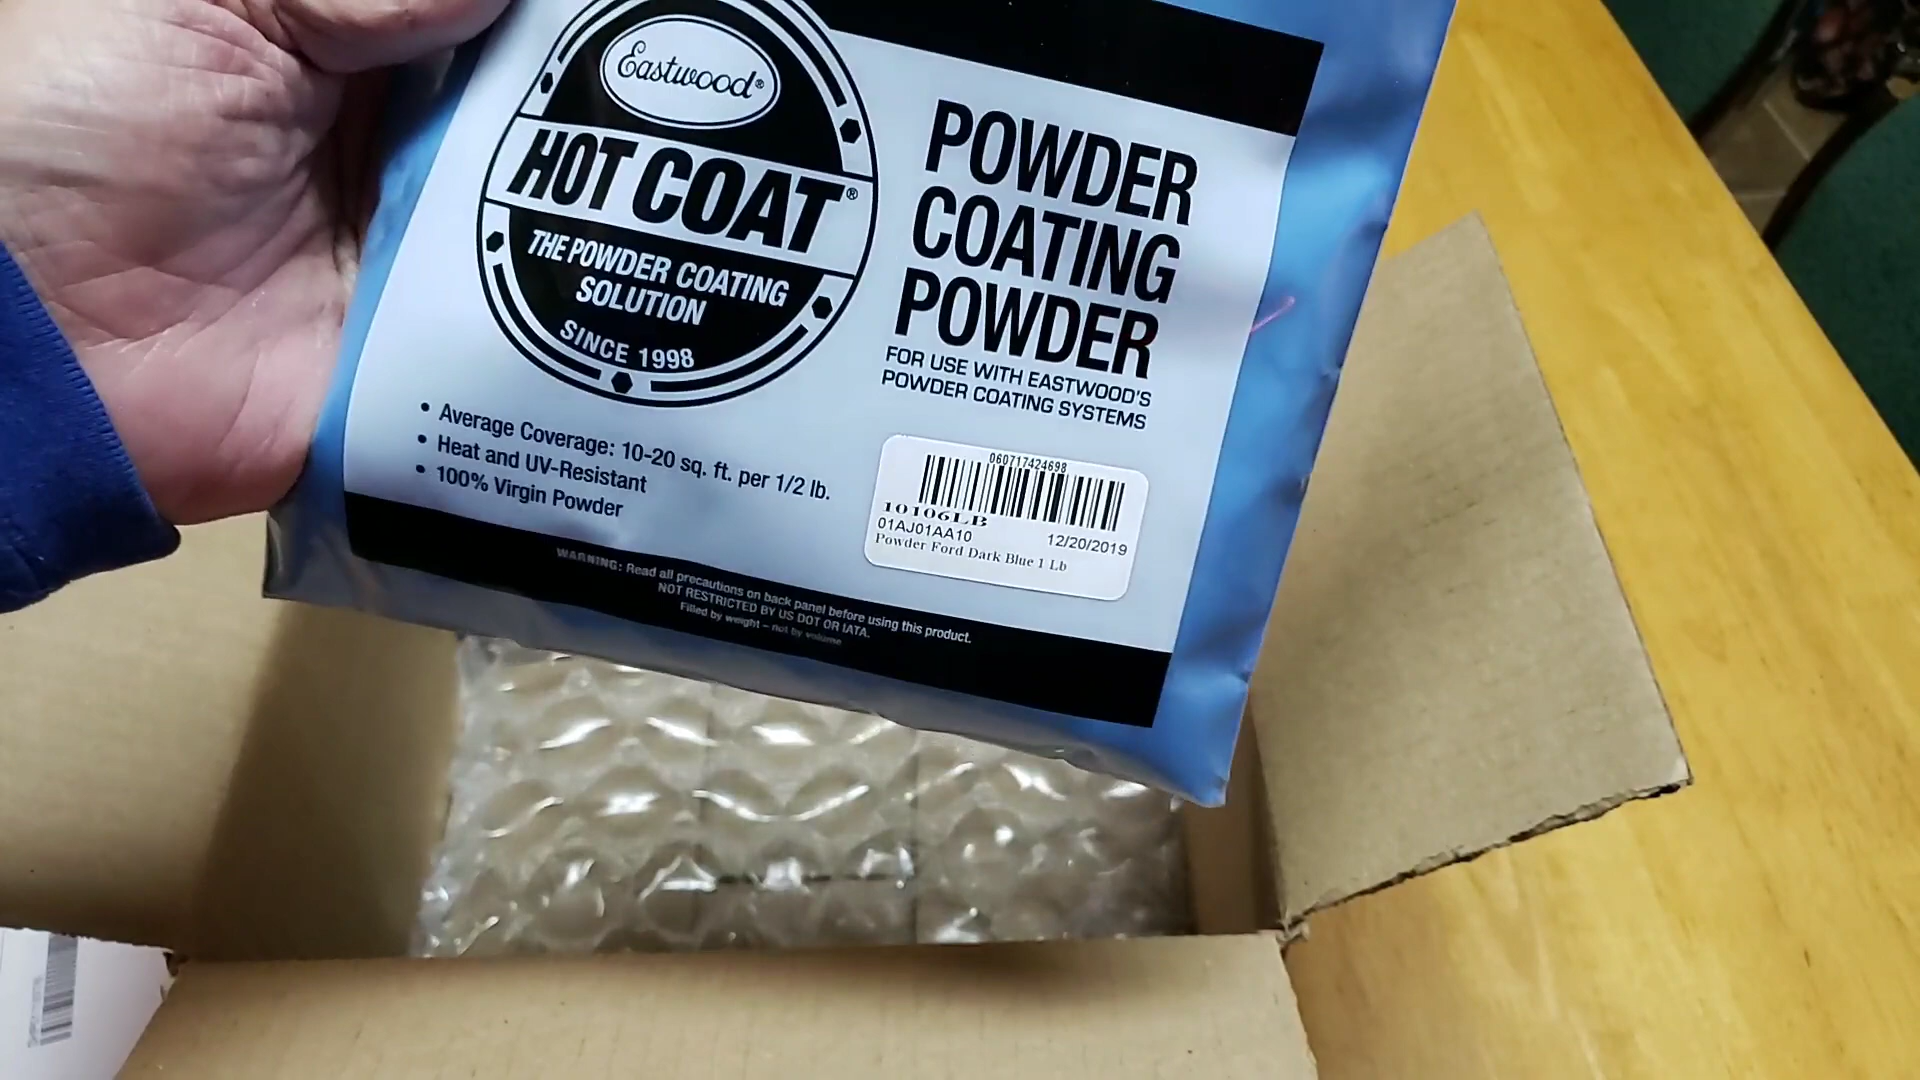 Eastwood®
HOT COAT®
THE POWDER COATING
SOLUTION
SINCE 1998
POWDER
COATING
POWDER
FOR USE WITH EASTWOOD'S
POWDER COATING SYSTEMS
• Average Coverage: 10-20 sq. ft. per 1/2 lb.
• Heat and UV-Resistant
• 100% Virgin Powder
060717424698
10106LB
01AJ01AA10 12/20/2019
Powder Ford Dark Blue 1 Lb
WARNING: Read all precautions on back panel before using this product.
NOT RESTRICTED BY US DOT OR IATA.
Filled by weight – not by volume